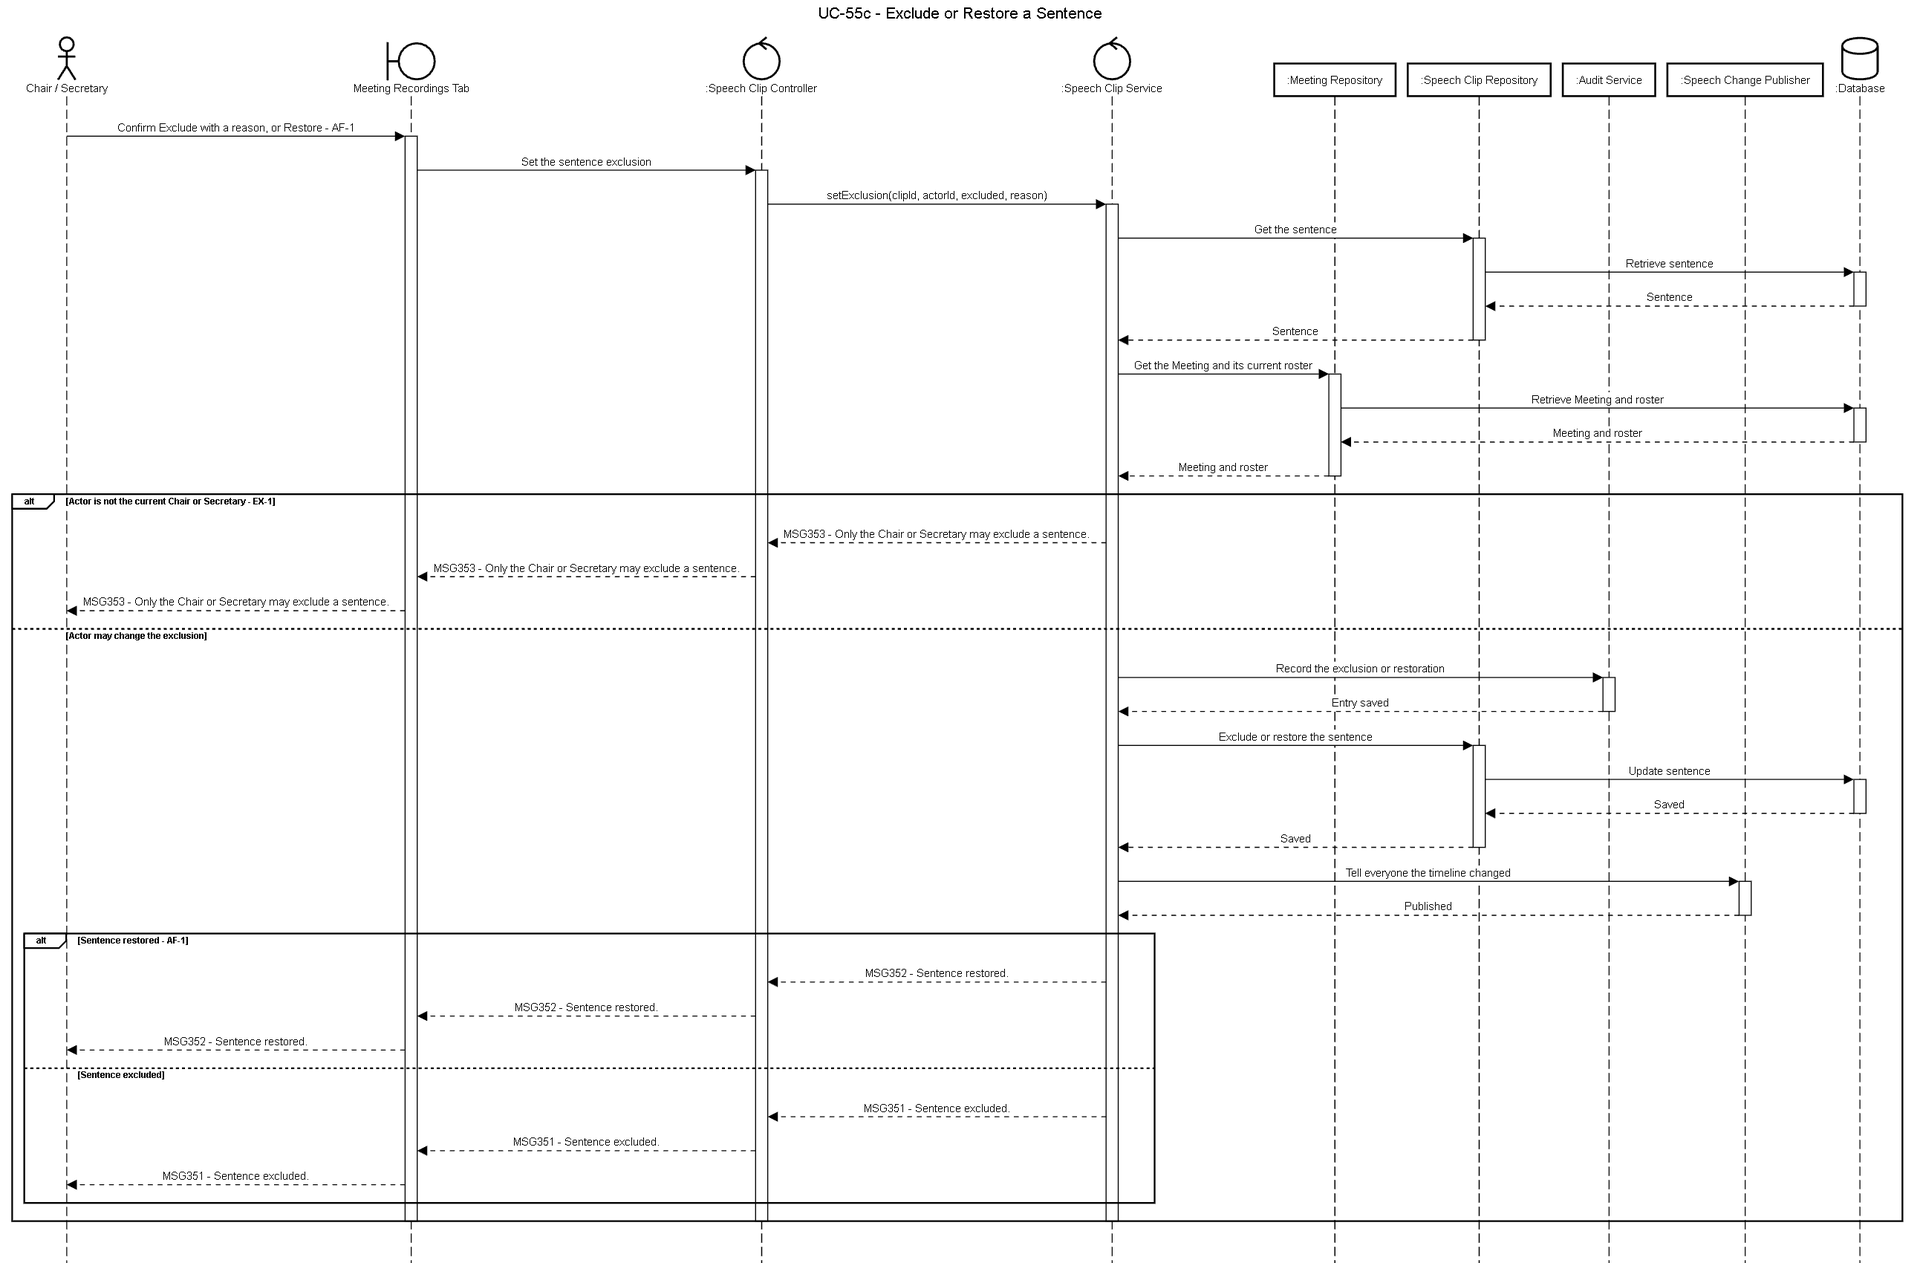 UC-55c - Exclude or Restore a Sentence
Chair / Secretary
Meeting Recordings Tab
:Speech Clip Controller
:Speech Clip Service
:Meeting Repository
:Speech Clip Repository
:Audit Service
:Speech Change Publisher
:Database
Confirm Exclude with a reason, or Restore - AF-1
Set the sentence exclusion
setExclusion(clipId, actorId, excluded, reason)
Get the sentence
Retrieve sentence
Sentence
Sentence
Get the Meeting and its current roster
Retrieve Meeting and roster
Meeting and roster
Meeting and roster
alt [Actor is not the current Chair or Secretary - EX-1]
MSG353 - Only the Chair or Secretary may exclude a sentence.
MSG353 - Only the Chair or Secretary may exclude a sentence.
MSG353 - Only the Chair or Secretary may exclude a sentence.
[Actor may change the exclusion]
Record the exclusion or restoration
Entry saved
Exclude or restore the sentence
Update sentence
Saved
Saved
Tell everyone the timeline changed
Published
alt [Sentence restored - AF-1]
MSG352 - Sentence restored.
MSG352 - Sentence restored.
MSG352 - Sentence restored.
[Sentence excluded]
MSG351 - Sentence excluded.
MSG351 - Sentence excluded.
MSG351 - Sentence excluded.